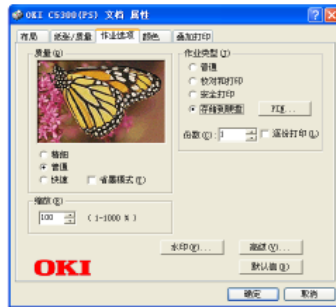 OKI C5300(PS) 文档 属性
布局 纸张/质量 作业选项 颜色 叠加打印
质量(Q)
精细
普通
快速
省墨模式(T)
缩放(E)
100 (1-1000 %)
作业类型(J)
普通
校对和打印
安全打印
存储到硬盘
PIN...
份数(C): 1 逐份打印(L)
水印(W)... 高级(V)...
OKI
默认值(D)
确定 取消